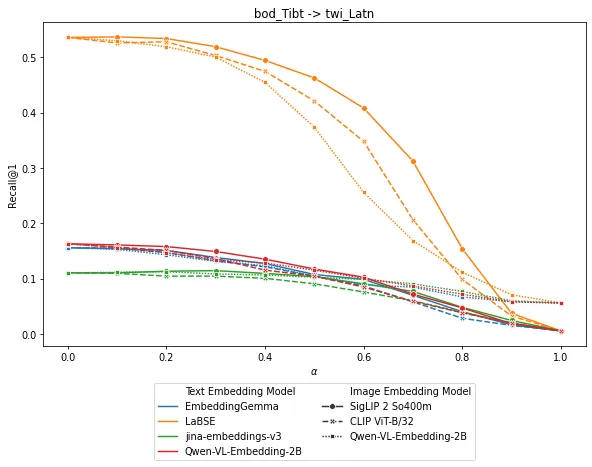 bod_Tibt -> twi_Latn
Recall@1
0.5
0.4
0.3
0.2
0.1
0.0
0.0 0.2 0.4 0.6 0.8 1.0
α
Text Embedding Model
EmbeddingGemma
LaBSE
jina-embeddings-v3
Qwen-VL-Embedding-2B
Image Embedding Model
SigLIP 2 So400m
CLIP ViT-B/32
Qwen-VL-Embedding-2B